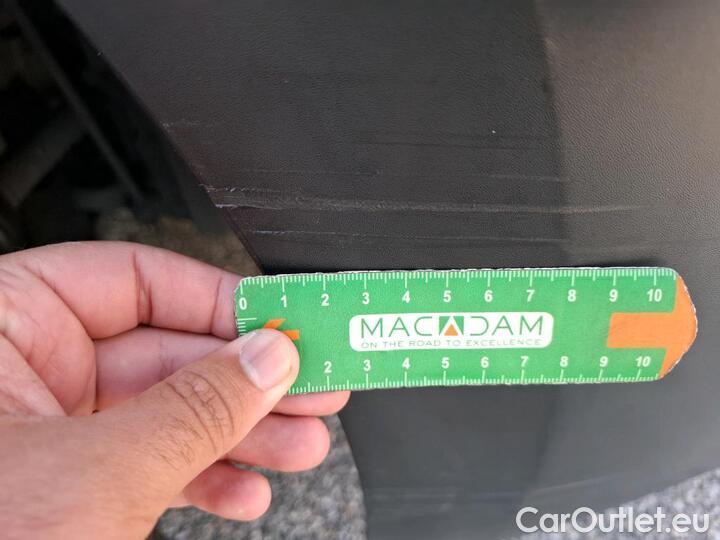 0 1 2 3 4 5 6 7 8 9 10
MACADAM
ON THE ROAD TO EXCELLENCE
2 3 4 5 6 7 8 9 10
CarOutlet.eu